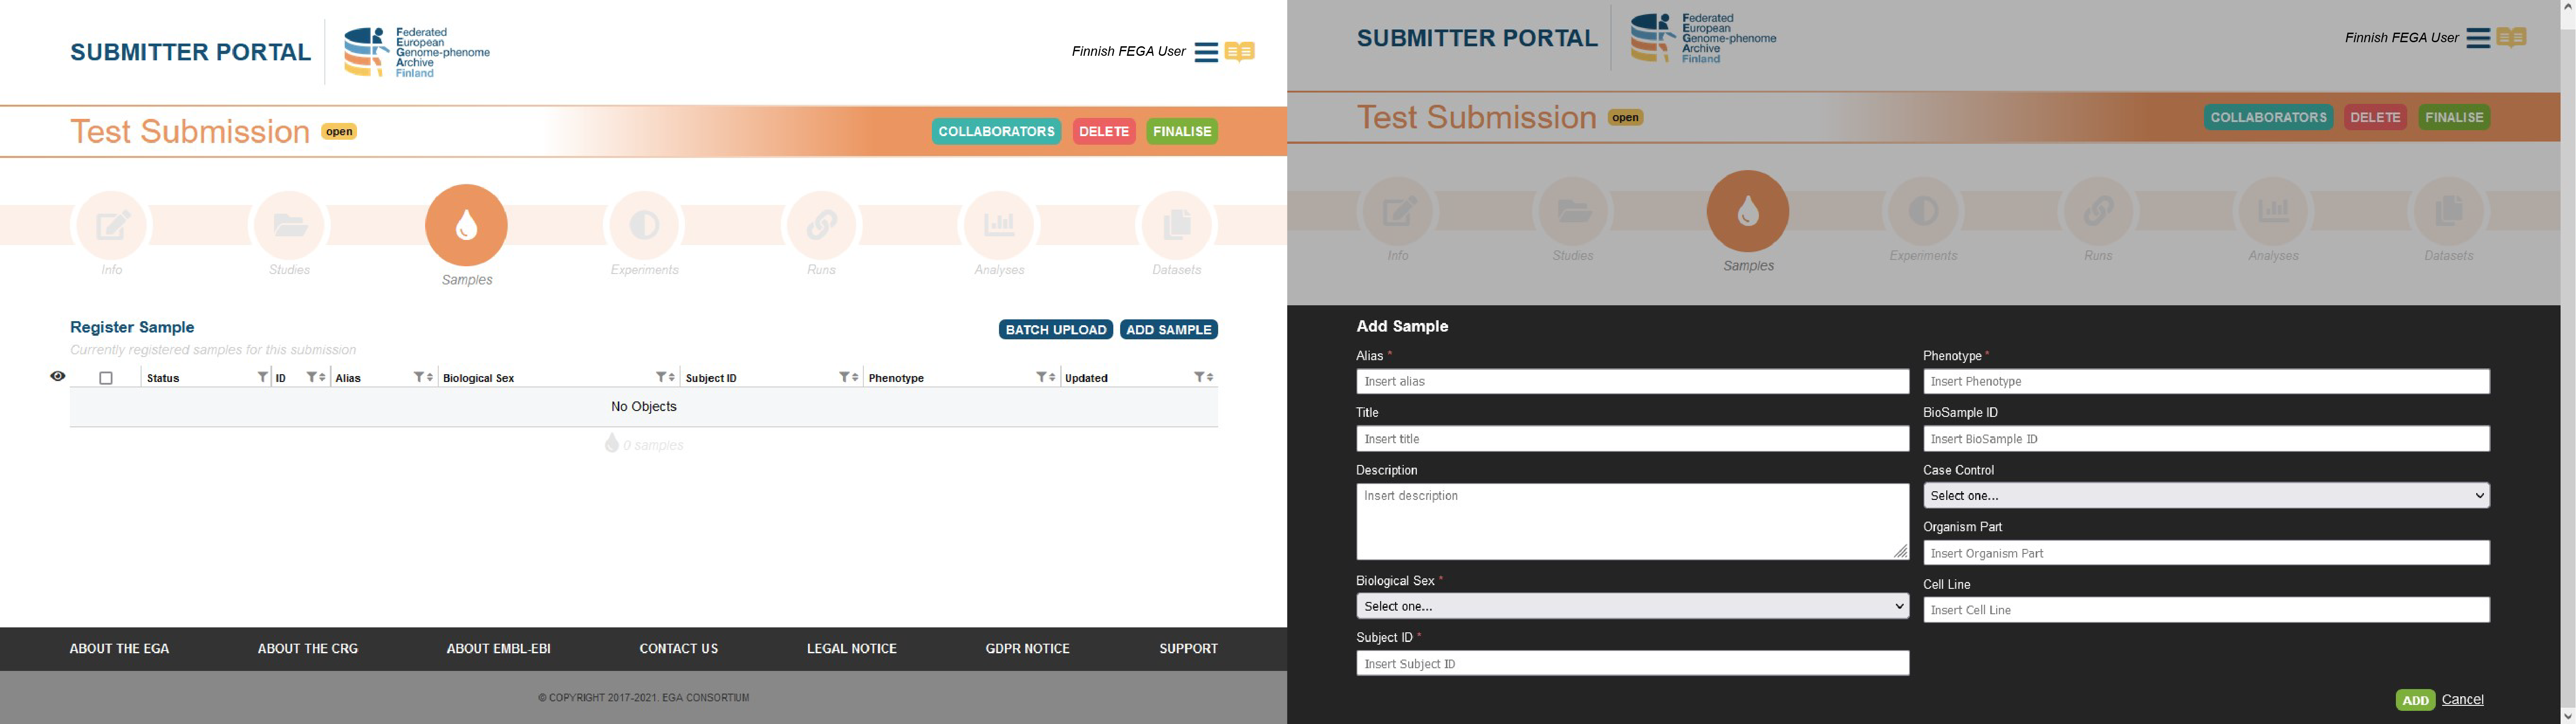 SUBMITTER PORTAL
Federated
European
Genome-phenome
Archive
Finland
Finnish FEGA User
Test Submission open
COLLABORATORS DELETE FINALISE
Info Studies Samples Experiments Runs Analyses Datasets
Register Sample
BATCH UPLOAD ADD SAMPLE
Currently registered samples for this submission
Status ID Alias Biological Sex Subject ID Phenotype Updated
No Objects
0 samples
ABOUT THE EGA ABOUT THE CRG ABOUT EMBL-EBI CONTACT US LEGAL NOTICE GDPR NOTICE SUPPORT
© COPYRIGHT 2017-2021. EGA CONSORTIUM
SUBMITTER PORTAL
Federated
European
Genome-phenome
Archive
Finland
Finnish FEGA User
Test Submission open
COLLABORATORS DELETE FINALISE
Info Studies Samples Experiments Runs Analyses Datasets
Add Sample
Alias *
Insert alias
Title
Insert title
Description
Insert description
Biological Sex *
Select one...
Subject ID *
Insert Subject ID
Phenotype *
Insert Phenotype
BioSample ID
Insert BioSample ID
Case Control
Select one...
Organism Part
Insert Organism Part
Cell Line
Insert Cell Line
ADD Cancel